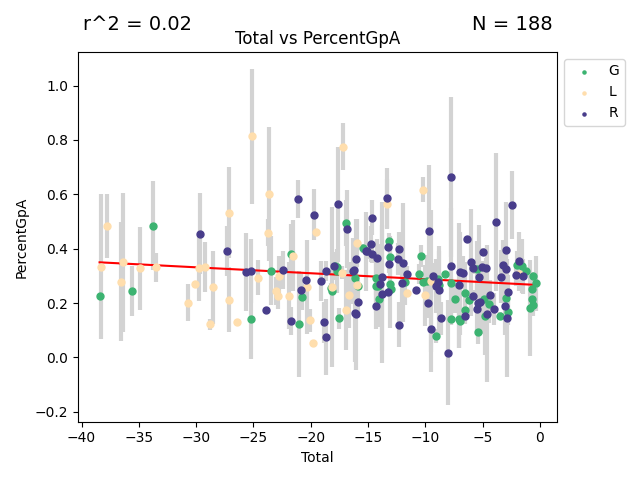 r^2 = 0.02 N = 188
Total vs PercentGpA
G
L
R
PercentGpA
1.0
0.8
0.6
0.4
0.2
0.0
−0.2
−40 −35 −30 −25 −20 −15 −10 −5 0
Total